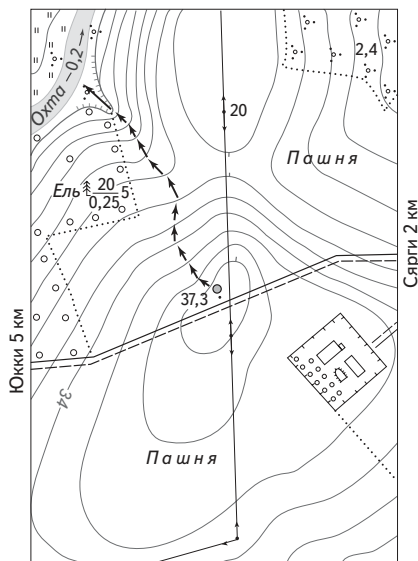 Охта – 0,2 →
2,4
20
Пашня
Ель 20 5
0,25
37,3
Сярги 2 км
Юкки 5 км
34
Пашня